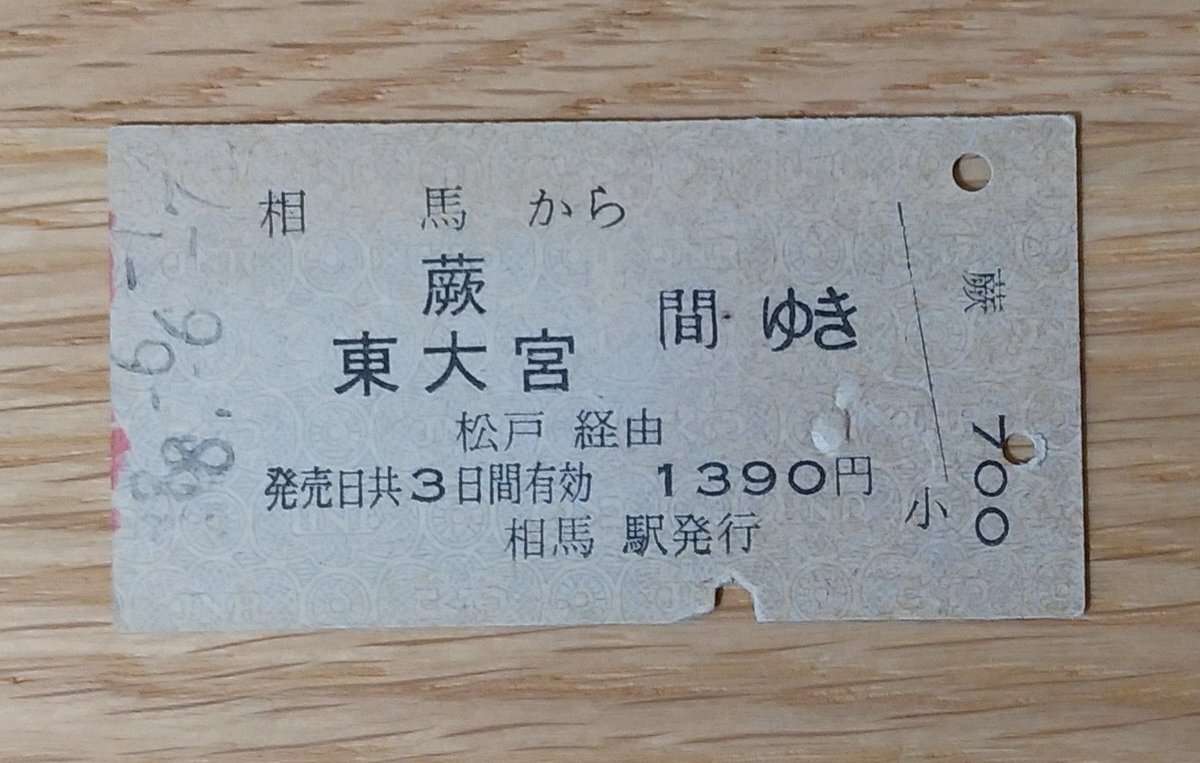 相馬から
蕨
東大宮
間ゆき
松戸経由
発売日共3日間有効 1390円
相馬駅発行
蕨
小 700